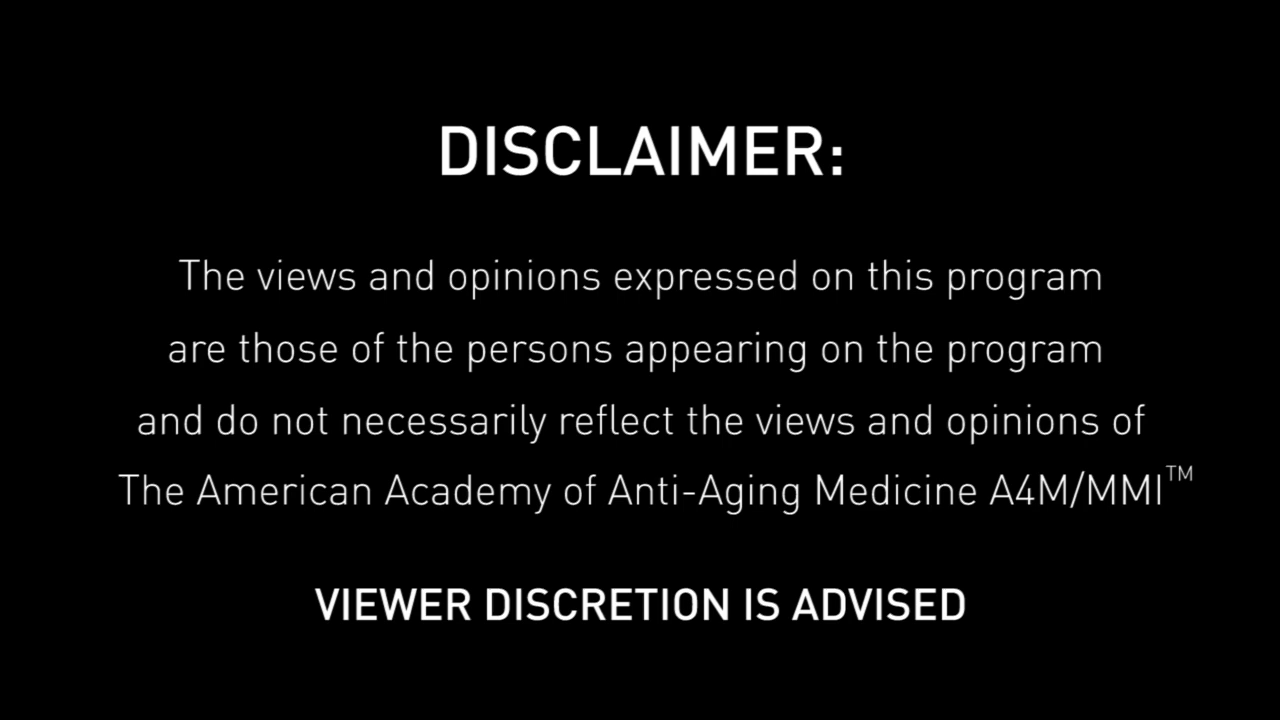 DISCLAIMER:
The views and opinions expressed on this program
are those of the persons appearing on the program
and do not necessarily reflect the views and opinions of
The American Academy of Anti-Aging Medicine A4M/MMI™
VIEWER DISCRETION IS ADVISED